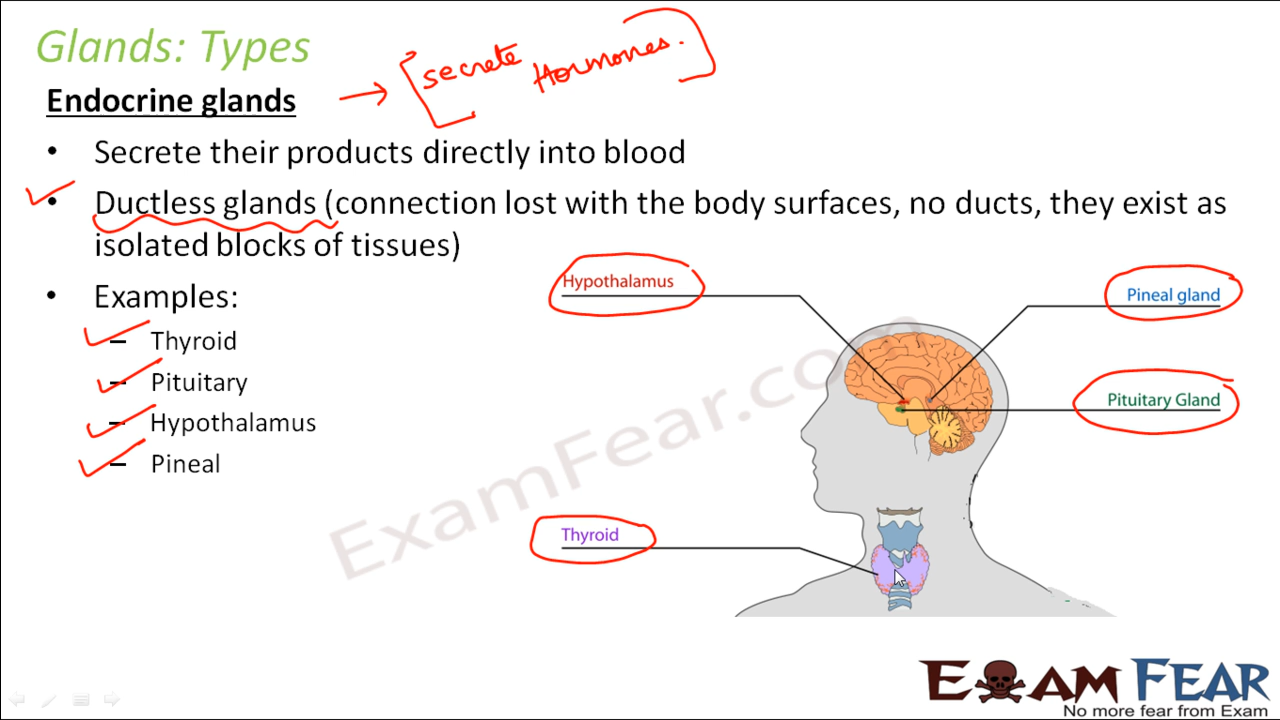 Glands: Types
secrete Hormones.
Endocrine glands
• Secrete their products directly into blood
• Ductless glands (connection lost with the body surfaces, no ducts, they exist as
isolated blocks of tissues)
• Examples:
– Thyroid
– Pituitary
– Hypothalamus
– Pineal
Hypothalamus
Pineal gland
Pituitary Gland
Thyroid
ExamFear.com
EXAM FEAR
No more fear from Exam